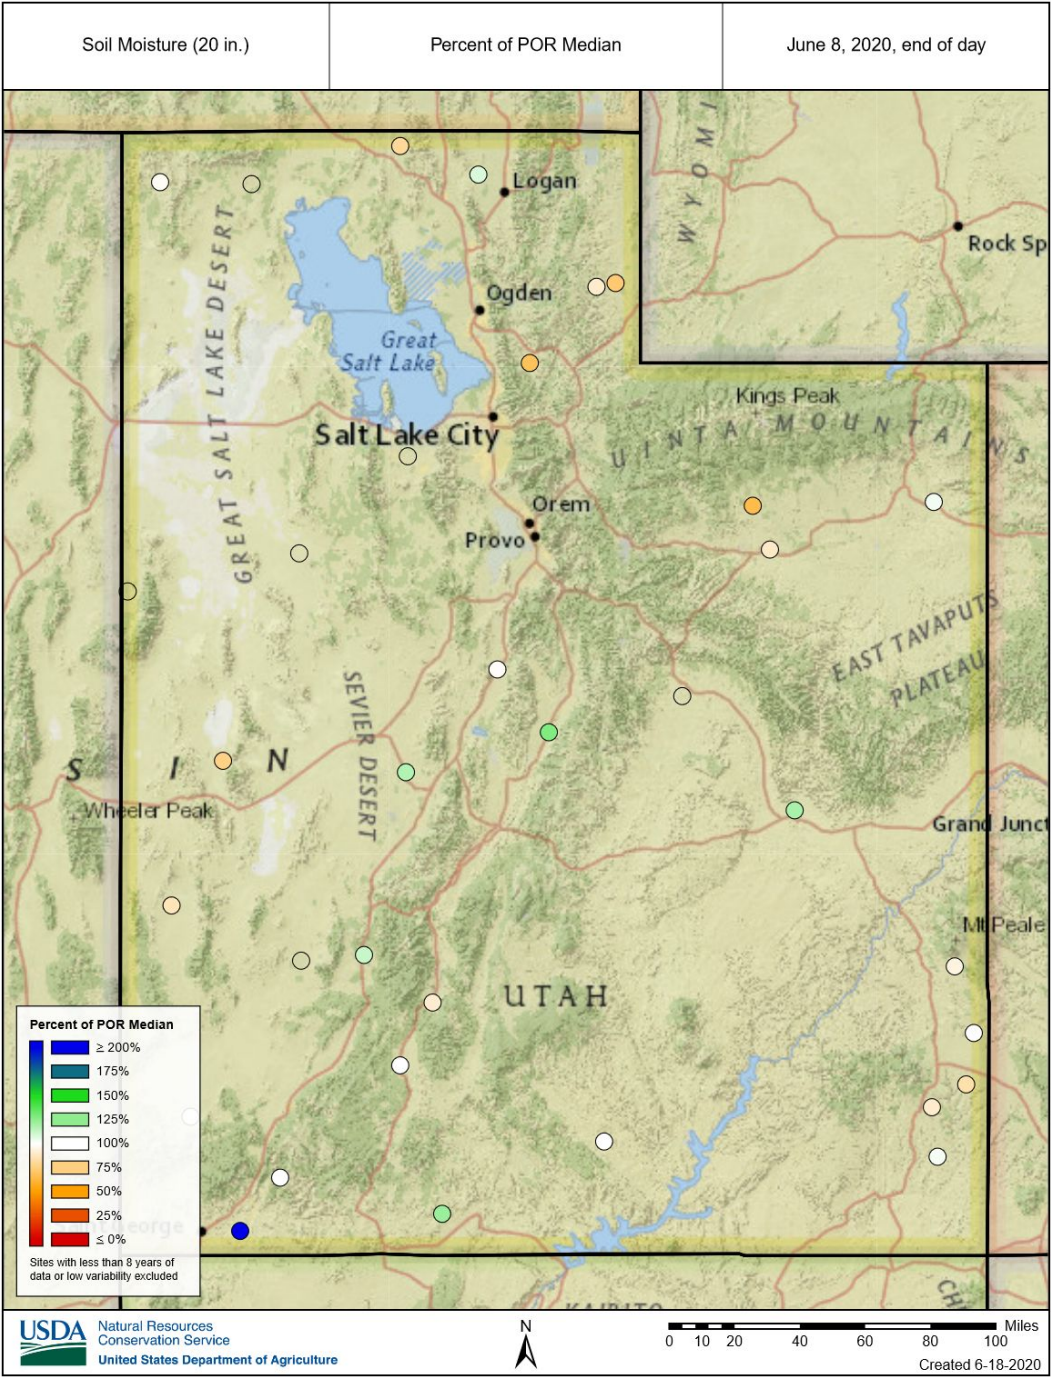 Soil Moisture (20 in.)
Percent of POR Median
June 8, 2020, end of day
WYOMI
Logan
Rock Sp
Ogden
GREAT SALT LAKE DESERT
Great
Salt Lake
Kings Peak
UINTA MOUNTAINS
Salt Lake City
Orem
Provo
EAST TAVAPUTS
PLATEAU
SEVIER DESERT
S I N
Wheeler Peak
Grand Junct
Mt Peale
UTAH
Percent of POR Median
≥ 200%
175%
150%
125%
100%
75%
50%
25%
≤ 0%
Saint George
Sites with less than 8 years of
data or low variability excluded
CH
KAIBITO
USDA
Natural Resources
Conservation Service
United States Department of Agriculture
N
Miles
0 10 20 40 60 80 100
Created 6-18-2020